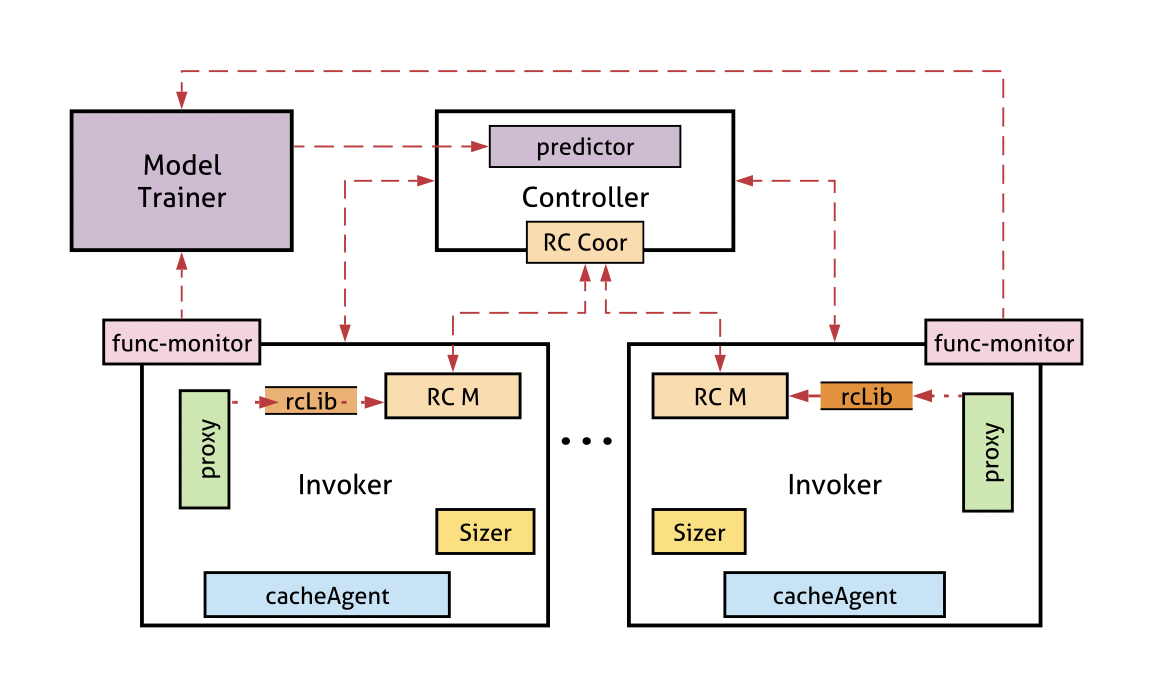 predictor
Model
Trainer
Controller
RC Coor
func-monitor
func-monitor
rcLib
RC M
RC M
rcLib
proxy
proxy
Invoker
Invoker
Sizer
Sizer
cacheAgent
cacheAgent